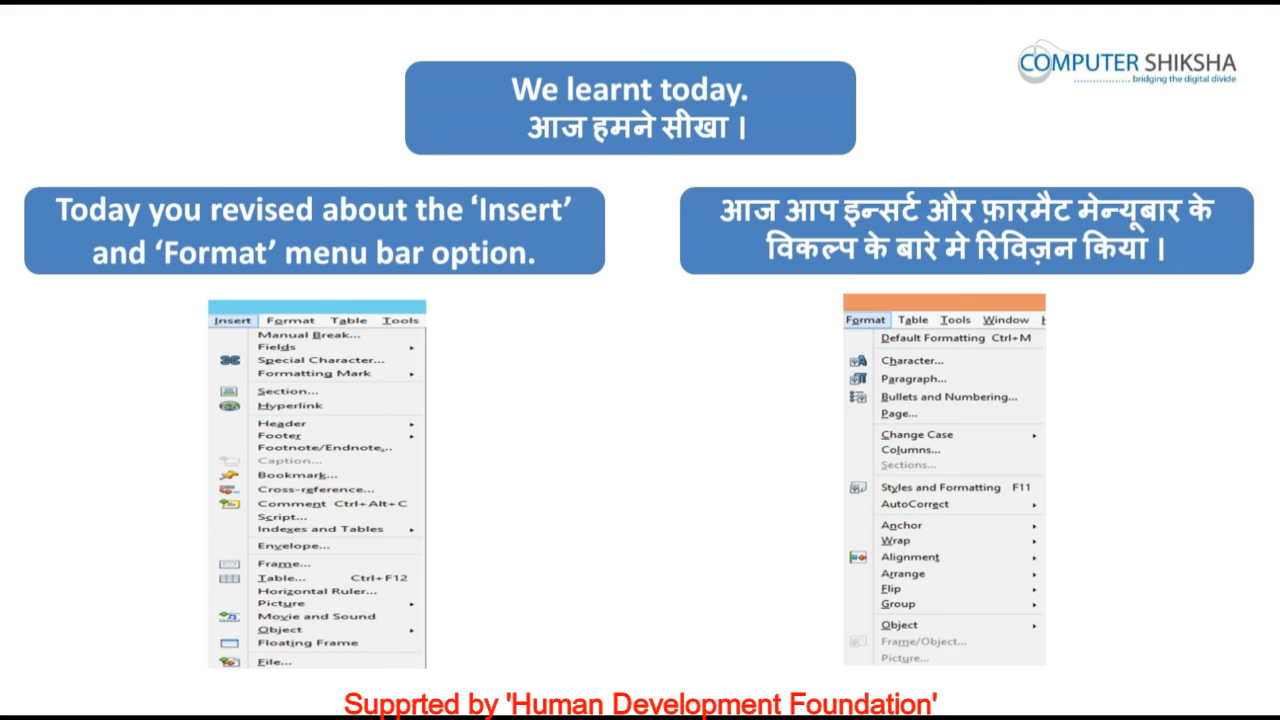 COMPUTER SHIKSHA
bridging the digital divide
We learnt today.
आज हमने सीखा |
Today you revised about the ‘Insert’
and ‘Format’ menu bar option.
आज आप इन्सर्ट और फ़ारमैट मेन्यूबार के
विकल्प के बारे मे रिविज़न किया |
Insert Format Table Tools
Manual Break...
Fields
Special Character...
Formatting Mark
Section...
Hyperlink
Header
Footer
Footnote/Endnote...
Caption...
Bookmark...
Cross-reference...
Comment Ctrl+Alt+C
Script...
Indexes and Tables
Envelope...
Frame...
Table... Ctrl+F12
Horizontal Ruler...
Picture
Movie and Sound
Object
Floating Frame
File...
Format Table Tools Window
Default Formatting Ctrl+M
Character...
Paragraph...
Bullets and Numbering...
Page...
Change Case
Columns...
Sections...
Styles and Formatting F11
AutoCorrect
Anchor
Wrap
Alignment
Arrange
Flip
Group
Object
Frame/Object...
Picture...
Supprted by 'Human Development Foundation'